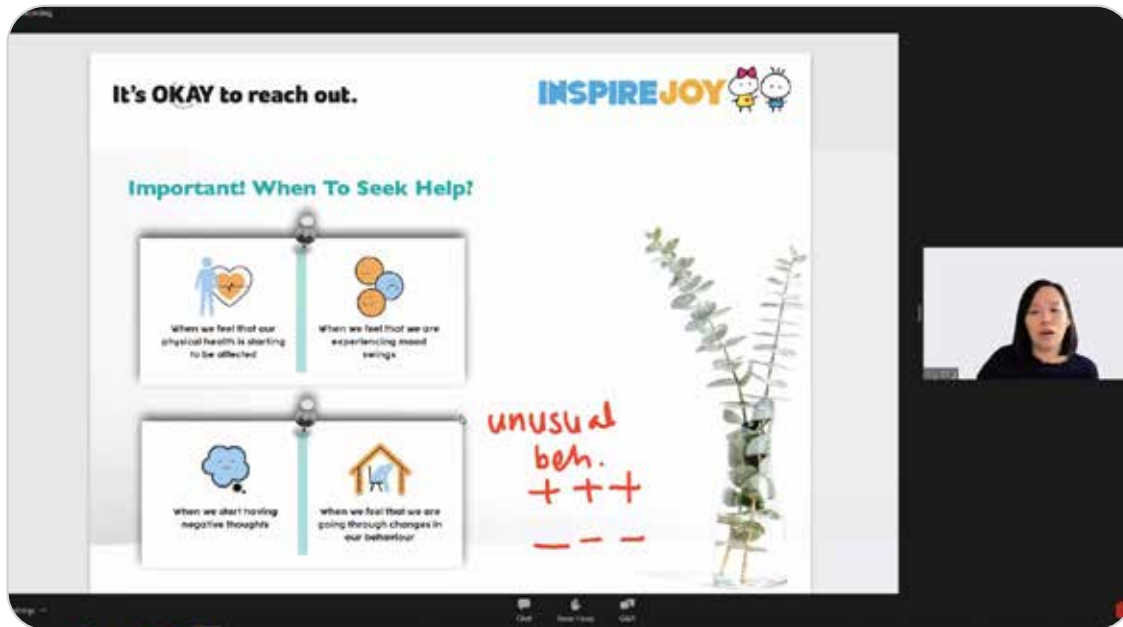 It's OKAY to reach out.
INSPIREJOY
Important! When To Seek Help?
When we feel that our
physical health is starting
to be affected
When we feel that we are
experiencing mood
swings
When we start having
negative thoughts
When we feel that we are
going through changes in
our behaviour
unusual
beh.
+ + +
— — —
Chat
Raise Hand
Q&A